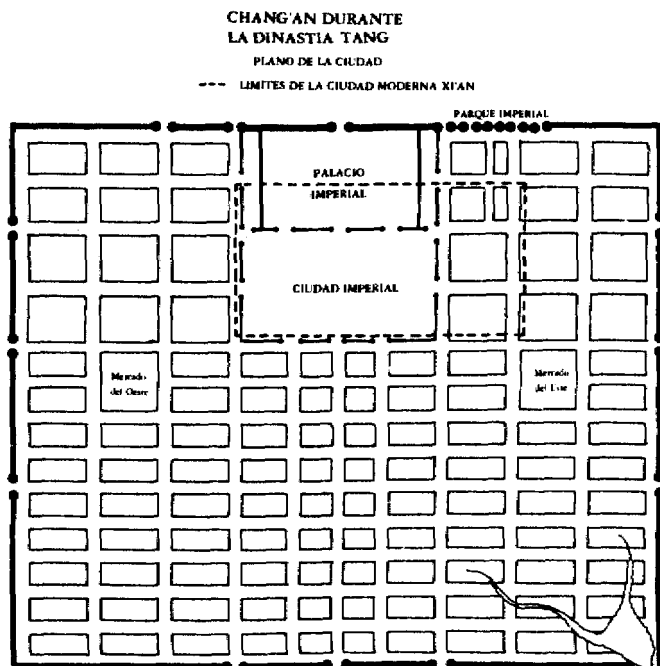 CHANG'AN DURANTE
LA DINASTIA TANG
PLANO DE LA CIUDAD
LIMITES DE LA CIUDAD MODERNA XI'AN
PARQUE IMPERIAL
PALACIO
IMPERIAL
CIUDAD IMPERIAL
Mercado
del Oeste
Mercado
del Este